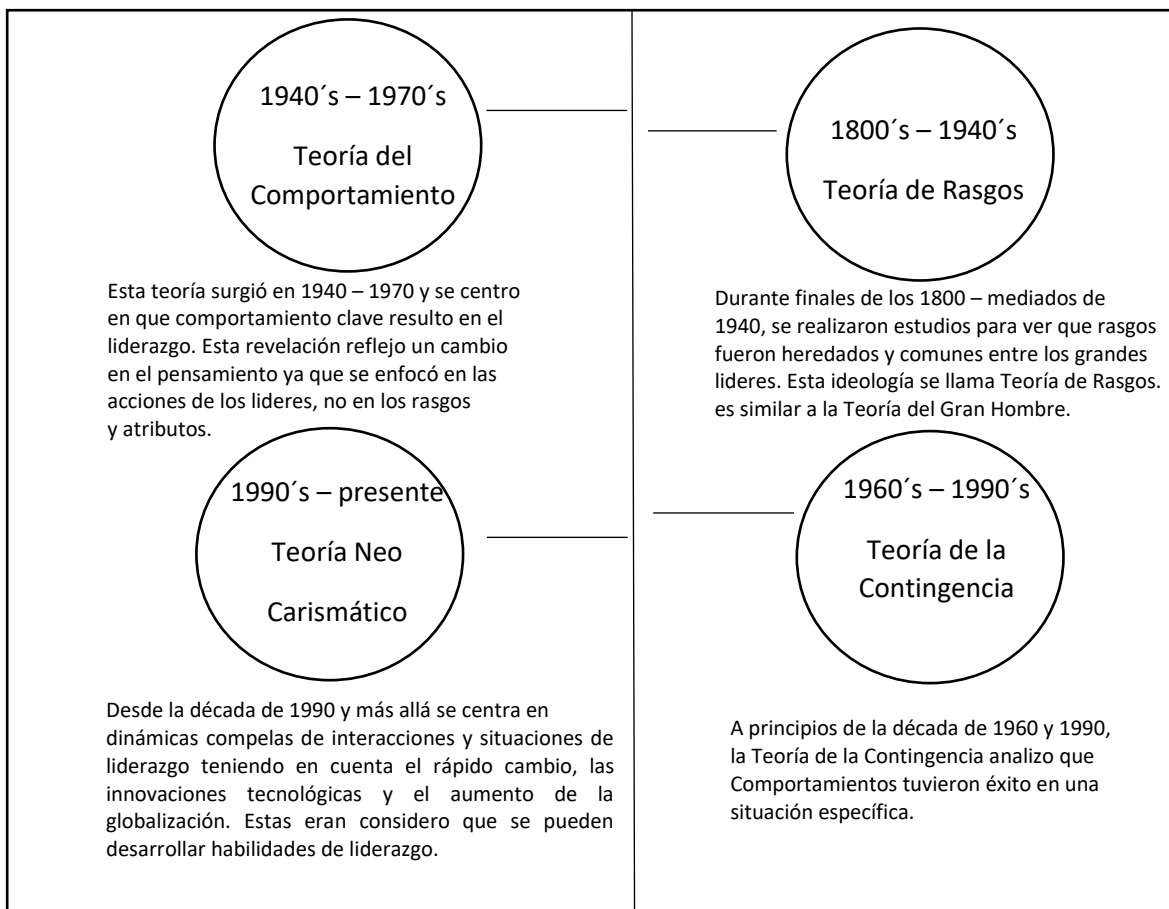 1940´s – 1970´s
Teoría del
Comportamiento
Esta teoría surgió en 1940 – 1970 y se centro
en que comportamiento clave resulto en el
liderazgo. Esta revelación reflejo un cambio
en el pensamiento ya que se enfocó en las
acciones de los lideres, no en los rasgos
y atributos.
1800´s – 1940´s
Teoría de Rasgos
Durante finales de los 1800 – mediados de
1940, se realizaron estudios para ver que rasgos
fueron heredados y comunes entre los grandes
lideres. Esta ideología se llama Teoría de Rasgos.
es similar a la Teoría del Gran Hombre.
1990´s – presente
Teoría Neo
Carismático
Desde la década de 1990 y más allá se centra en
dinámicas compelas de interacciones y situaciones de
liderazgo teniendo en cuenta el rápido cambio, las
innovaciones tecnológicas y el aumento de la
globalización. Estas eran considero que se pueden
desarrollar habilidades de liderazgo.
1960´s – 1990´s
Teoría de la
Contingencia
A principios de la década de 1960 y 1990,
la Teoría de la Contingencia analizo que
Comportamientos tuvieron éxito en una
situación específica.